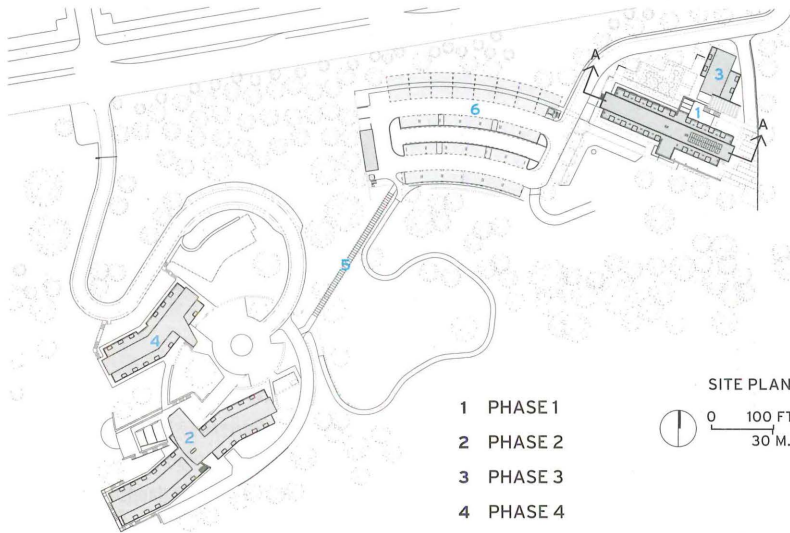 A
3
6
1
A
5
4
2
1 PHASE 1
2 PHASE 2
3 PHASE 3
4 PHASE 4
SITE PLAN
0 100 FT
30 M.